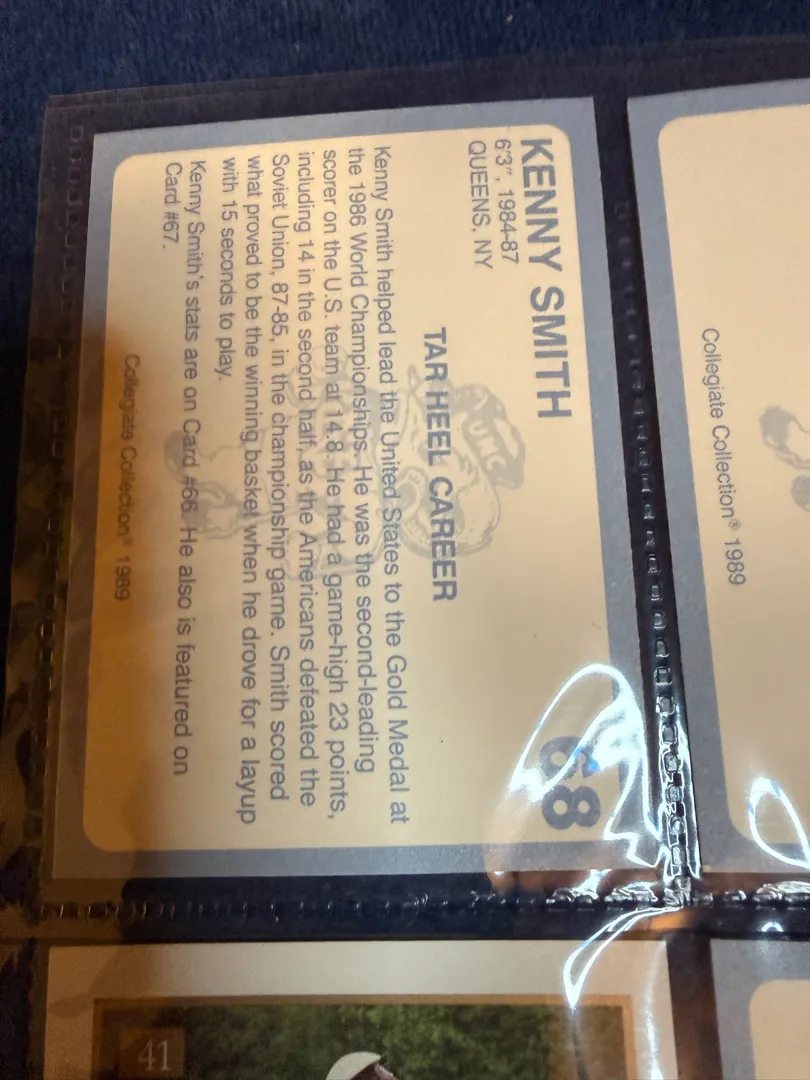 KENNY SMITH
68
6'3", 1984-87
QUEENS, NY
UNC
TAR HEEL CAREER
Kenny Smith helped lead the United States to the Gold Medal at
the 1986 World Championships. He was the second-leading
scorer on the U.S. team at 14.8. He had a game-high 23 points,
including 14 in the second half, as the Americans defeated the
Soviet Union, 87-85, in the championship game. Smith scored
what proved to be the winning basket when he drove for a layup
with 15 seconds to play.
Kenny Smith's stats are on Card #66. He also is featured on
Card #67.
Collegiate Collection® 1989
Collegiate Collection® 1989
41